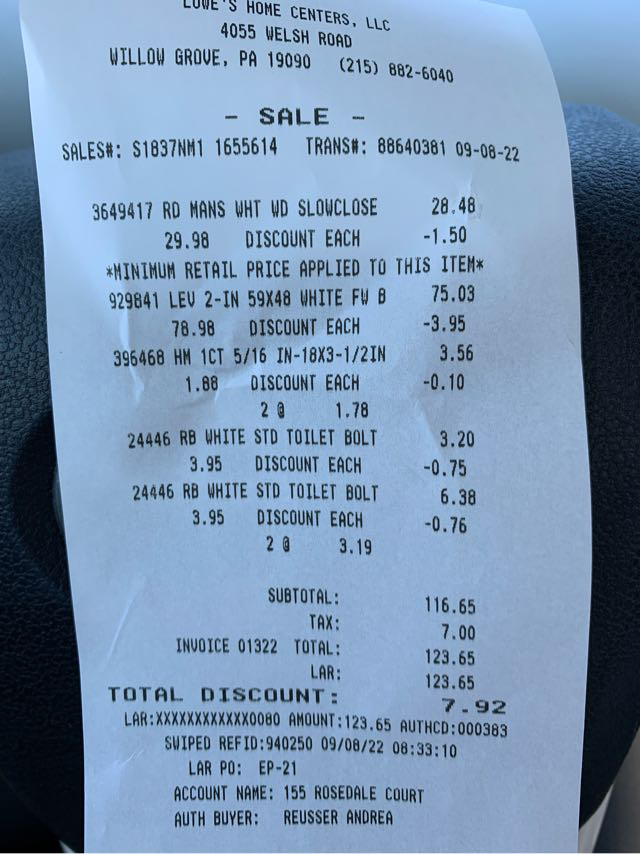 LOWE'S HOME CENTERS, LLC
4055 WELSH ROAD
WILLOW GROVE, PA 19090 (215) 882-6040
- SALE -
SALES#: S1837NM1 1655614 TRANS#: 88640381 09-08-22
3649417 RD MANS WHT WD SLOWCLOSE 28.48
29.98 DISCOUNT EACH -1.50
*MINIMUM RETAIL PRICE APPLIED TO THIS ITEM*
929841 LEV 2-IN 59X48 WHITE FW B 75.03
78.98 DISCOUNT EACH -3.95
396468 HM 1CT 5/16 IN-18X3-1/2IN 3.56
1.88 DISCOUNT EACH -0.10
2 @ 1.78
24446 RB WHITE STD TOILET BOLT 3.20
3.95 DISCOUNT EACH -0.75
24446 RB WHITE STD TOILET BOLT 6.38
3.95 DISCOUNT EACH -0.76
2 @ 3.19
SUBTOTAL: 116.65
TAX: 7.00
INVOICE 01322 TOTAL: 123.65
LAR: 123.65
TOTAL DISCOUNT: 7.92
LAR:XXXXXXXXXXXX0080 AMOUNT:123.65 AUTHCD:000383
SWIPED REFID:940250 09/08/22 08:33:10
LAR PO: EP-21
ACCOUNT NAME: 155 ROSEDALE COURT
AUTH BUYER: REUSSER ANDREA